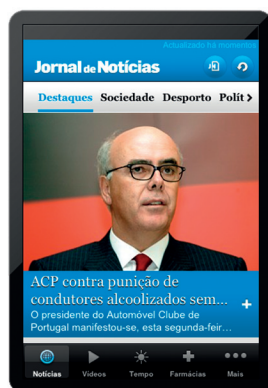 Actualizado há momentos
Jornal de Notícias
Destaques Sociedade Desporto Polít
ACP contra punição de
condutores alcoolizados sem...
O presidente do Automóvel Clube de
Portugal manifestou-se, esta segunda-feir...
Notícias Vídeos Tempo Farmácias Mais